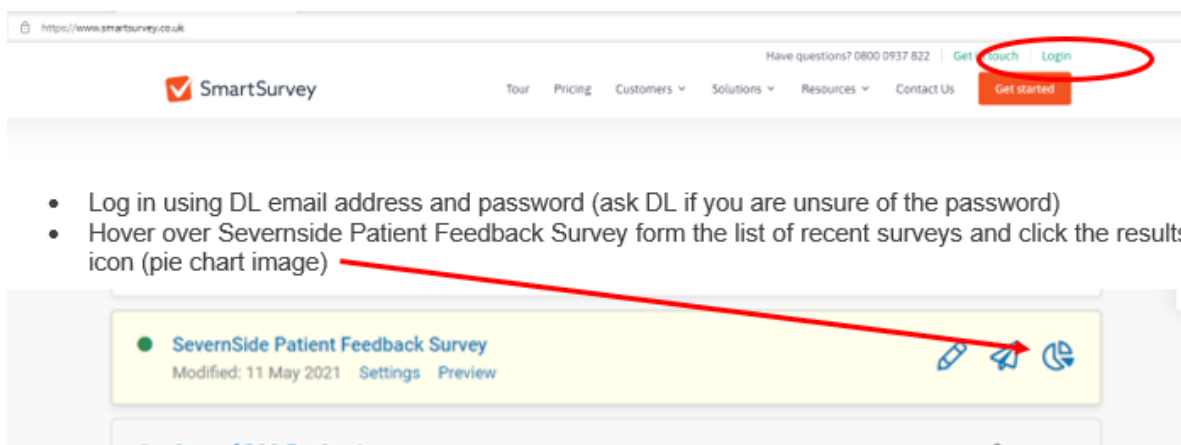 https://www.smartsurvey.co.uk
Have questions? 0800 0937 822 Get in touch Login
SmartSurvey Tour Pricing Customers Solutions Resources Contact Us Get started
• Log in using DL email address and password (ask DL if you are unsure of the password)
• Hover over Severnside Patient Feedback Survey form the list of recent surveys and click the results
icon (pie chart image)
SevernSide Patient Feedback Survey
Modified: 11 May 2021 Settings Preview